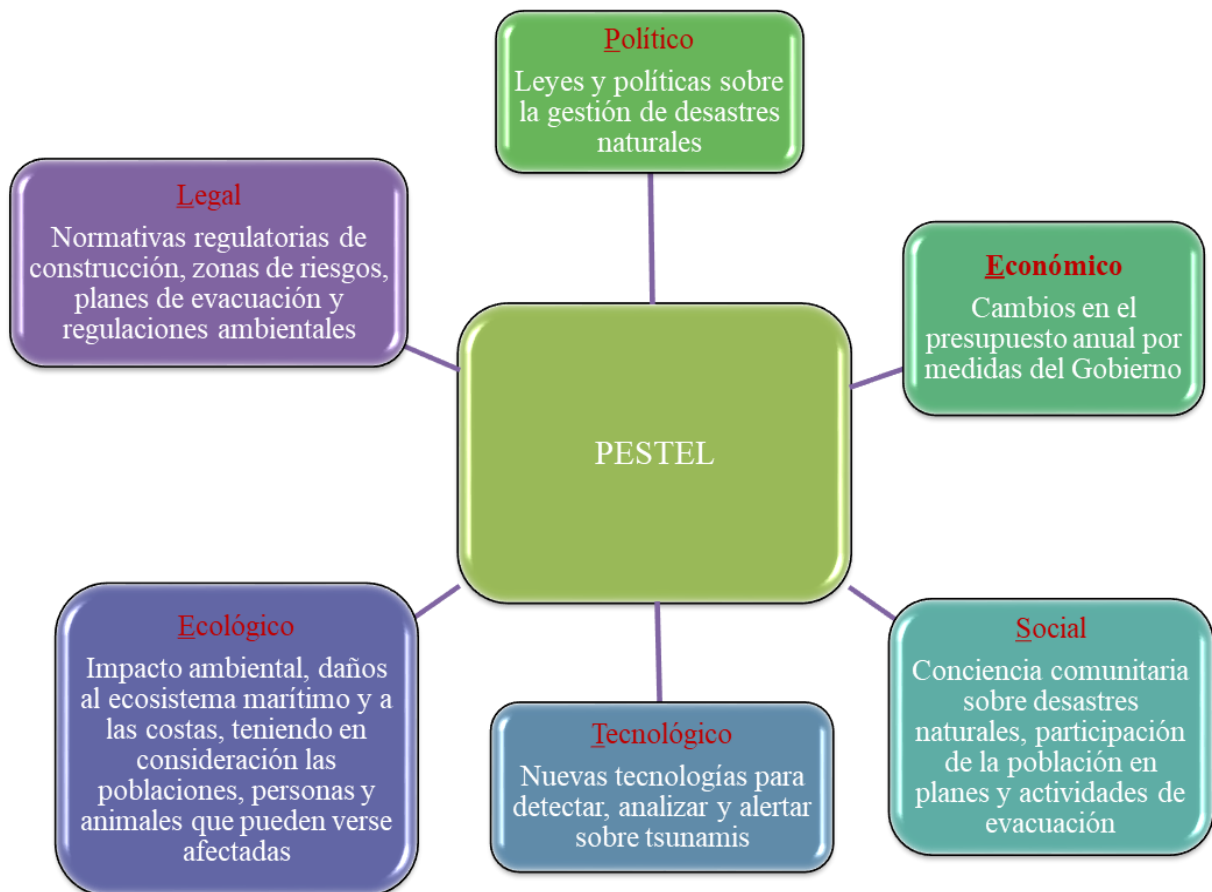 Político
Leyes y políticas sobre
la gestión de desastres
naturales
Legal
Normativas regulatorias de
construcción, zonas de riesgos,
planes de evacuación y
regulaciones ambientales
Económico
Cambios en el
presupuesto anual por
medidas del Gobierno
PESTEL
Ecológico
Impacto ambiental, daños
al ecosistema marítimo y a
las costas, teniendo en
consideración las
poblaciones, personas y
animales que pueden verse
afectadas
Tecnológico
Nuevas tecnologías para
detectar, analizar y alertar
sobre tsunamis
Social
Conciencia comunitaria
sobre desastres
naturales, participación
de la población en
planes y actividades de
evacuación